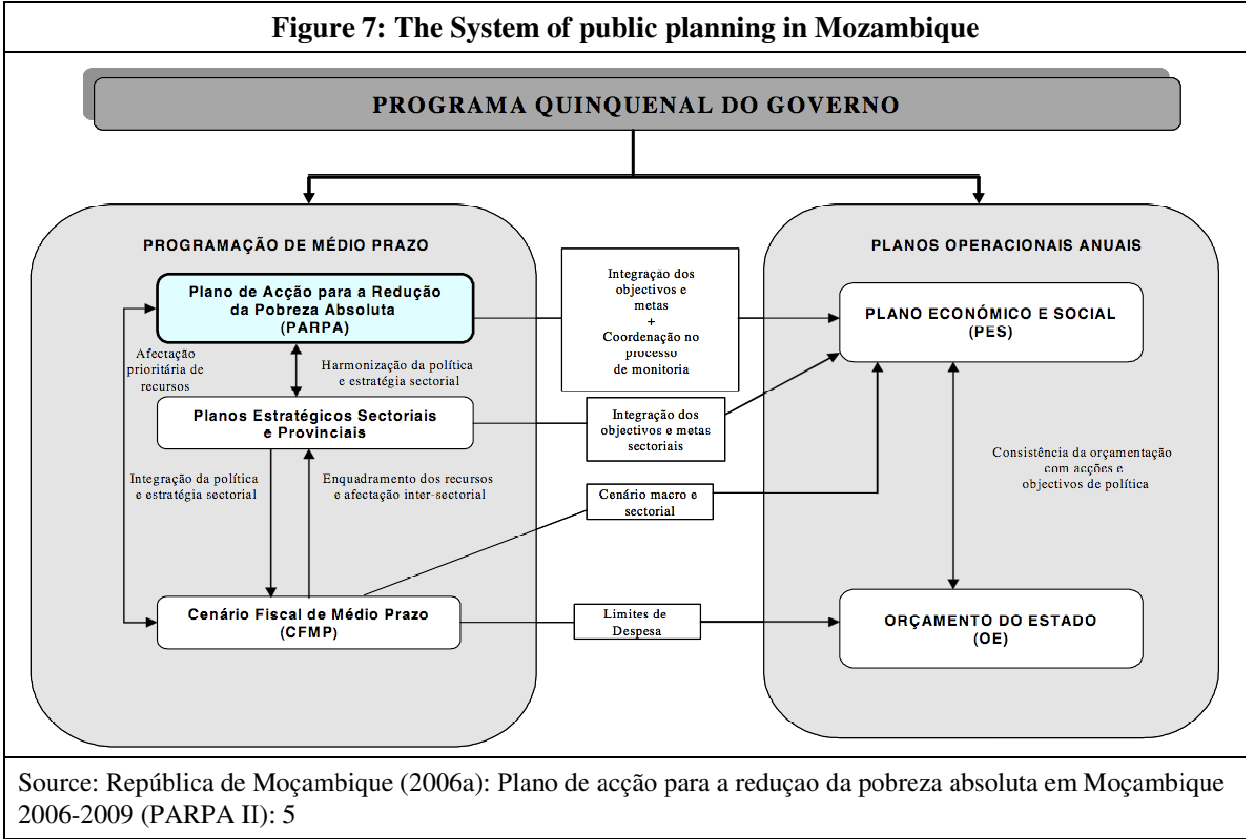 Figure 7: The System of public planning in Mozambique
PROGRAMA QUINQUENAL DO GOVERNO
PROGRAMAÇÃO DE MÉDIO PRAZO
Plano de Acção para a Redução
da Pobreza Absoluta
(PARPA)
Afectação
prioritária de
recursos
Harmonização da política
e estratégia sectorial
Planos Estratégicos Sectoriais
e Provinciais
Integração da política
e estratégia sectorial
Enquadramento dos recursos
e afectação inter-sectorial
Cenário Fiscal de Médio Prazo
(CFMP)
Integração dos
objectivos e
metas
+
Coordenação no
processo
de monitoria
Integração dos
objectivos e metas
sectoriais
Cenário macro e
sectorial
Limites de
Despesa
PLANOS OPERACIONAIS ANUAIS
PLANO ECONÓMICO E SOCIAL
(PES)
Consistência da orçamentação
com acções e
objectivos de política
ORÇAMENTO DO ESTADO
(OE)
Source: República de Moçambique (2006a): Plano de acção para a reduçao da pobreza absoluta em Moçambique
2006-2009 (PARPA II): 5